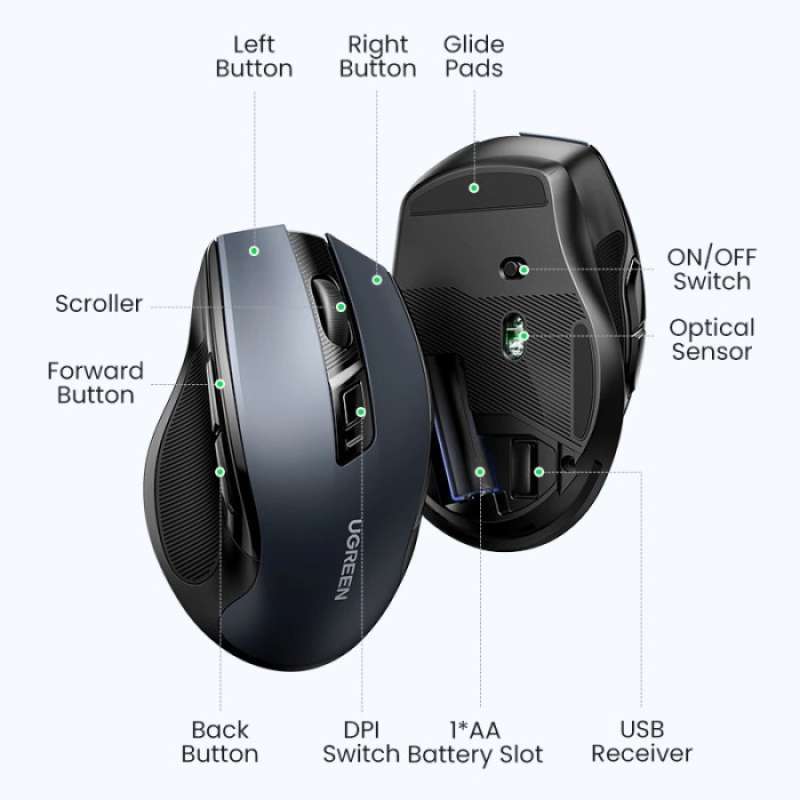 Left
Button
Right
Button
Glide
Pads
ON/OFF
Switch
Scroller
Optical
Sensor
Forward
Button
UGREEN
Back
Button
DPI
Switch
1*AA
Battery Slot
USB
Receiver